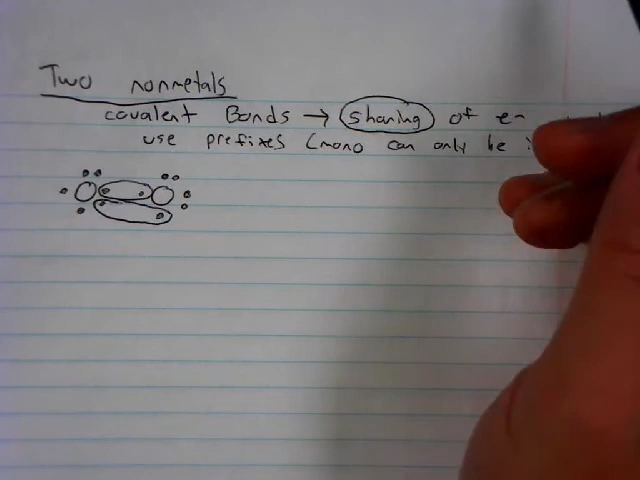 Two nonmetals
covalent Bonds → sharing of e-
use prefixes (mono can only be